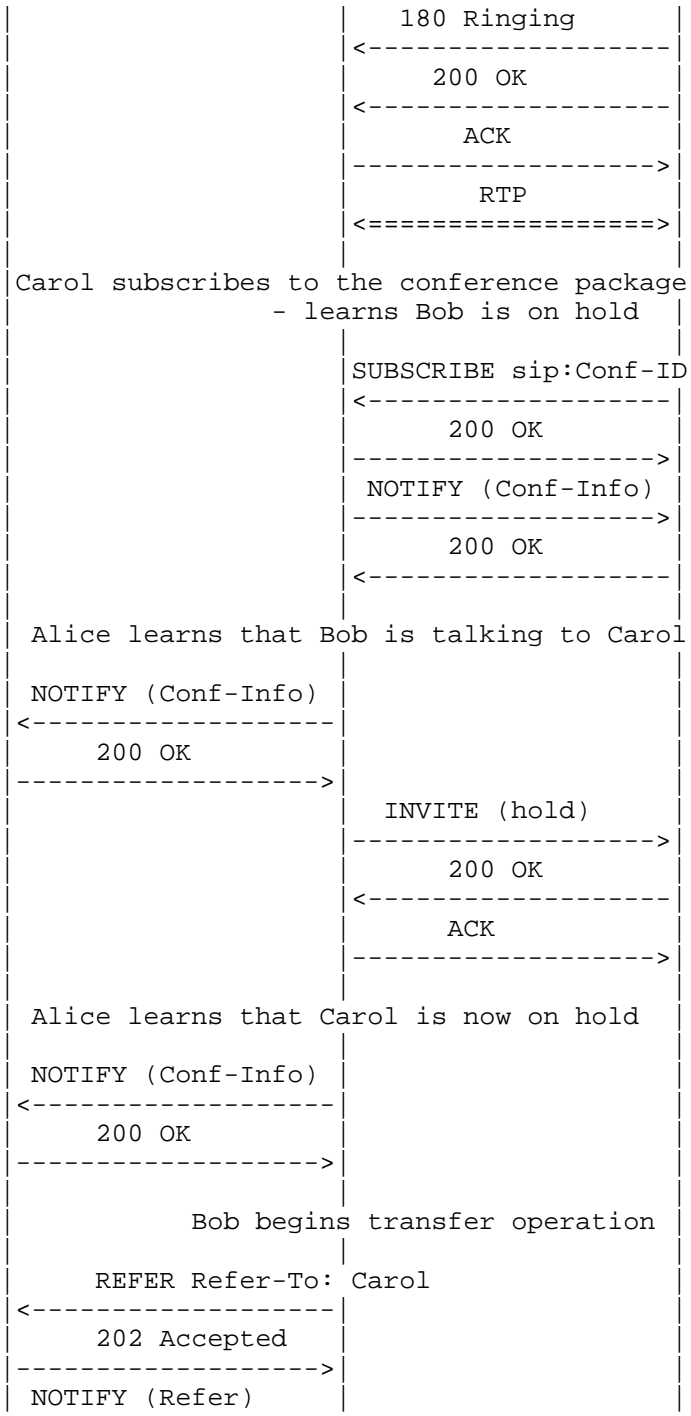 180 Ringing
<-------------------|
200 OK
<-------------------|
ACK
------------------->|
RTP
<==================>|
Carol subscribes to the conference package
- learns Bob is on hold
SUBSCRIBE sip:Conf-ID
<-------------------|
200 OK
------------------->|
NOTIFY (Conf-Info)
------------------->|
200 OK
<-------------------|
Alice learns that Bob is talking to Carol
NOTIFY (Conf-Info)
<-------------------|
200 OK
------------------->|
INVITE (hold)
------------------->|
200 OK
<-------------------|
ACK
------------------->|
Alice learns that Carol is now on hold
NOTIFY (Conf-Info)
<-------------------|
200 OK
------------------->|
Bob begins transfer operation
REFER Refer-To: Carol
<-------------------|
202 Accepted
------------------->|
NOTIFY (Refer)